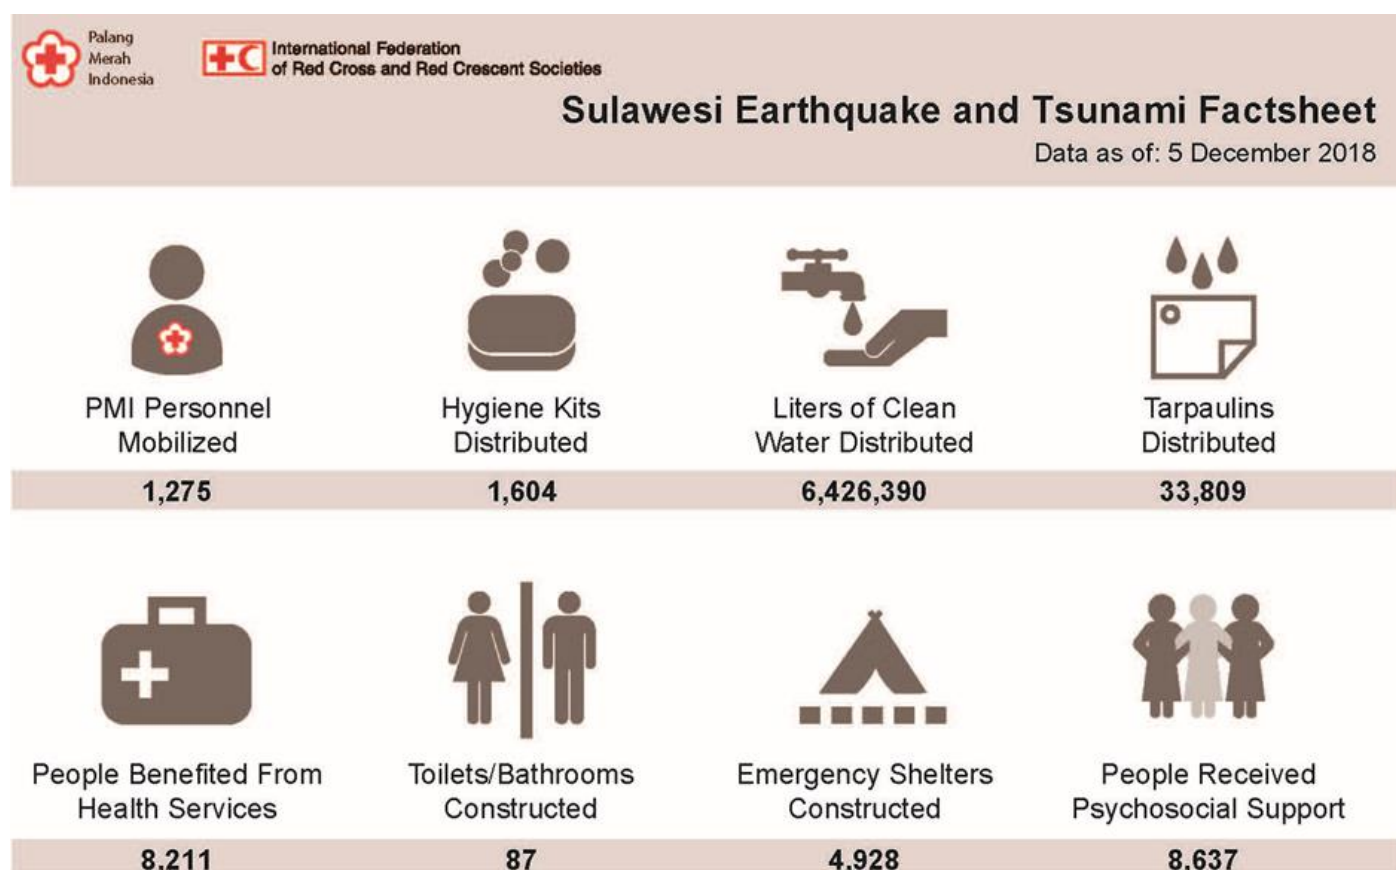 Palang
Merah
Indonesia
International Federation
of Red Cross and Red Crescent Societies
Sulawesi Earthquake and Tsunami Factsheet
Data as of: 5 December 2018
PMI Personnel
Mobilized
1,275
Hygiene Kits
Distributed
1,604
Liters of Clean
Water Distributed
6,426,390
Tarpaulins
Distributed
33,809
People Benefited From
Health Services
8,211
Toilets/Bathrooms
Constructed
87
Emergency Shelters
Constructed
4,928
People Received
Psychosocial Support
8,637